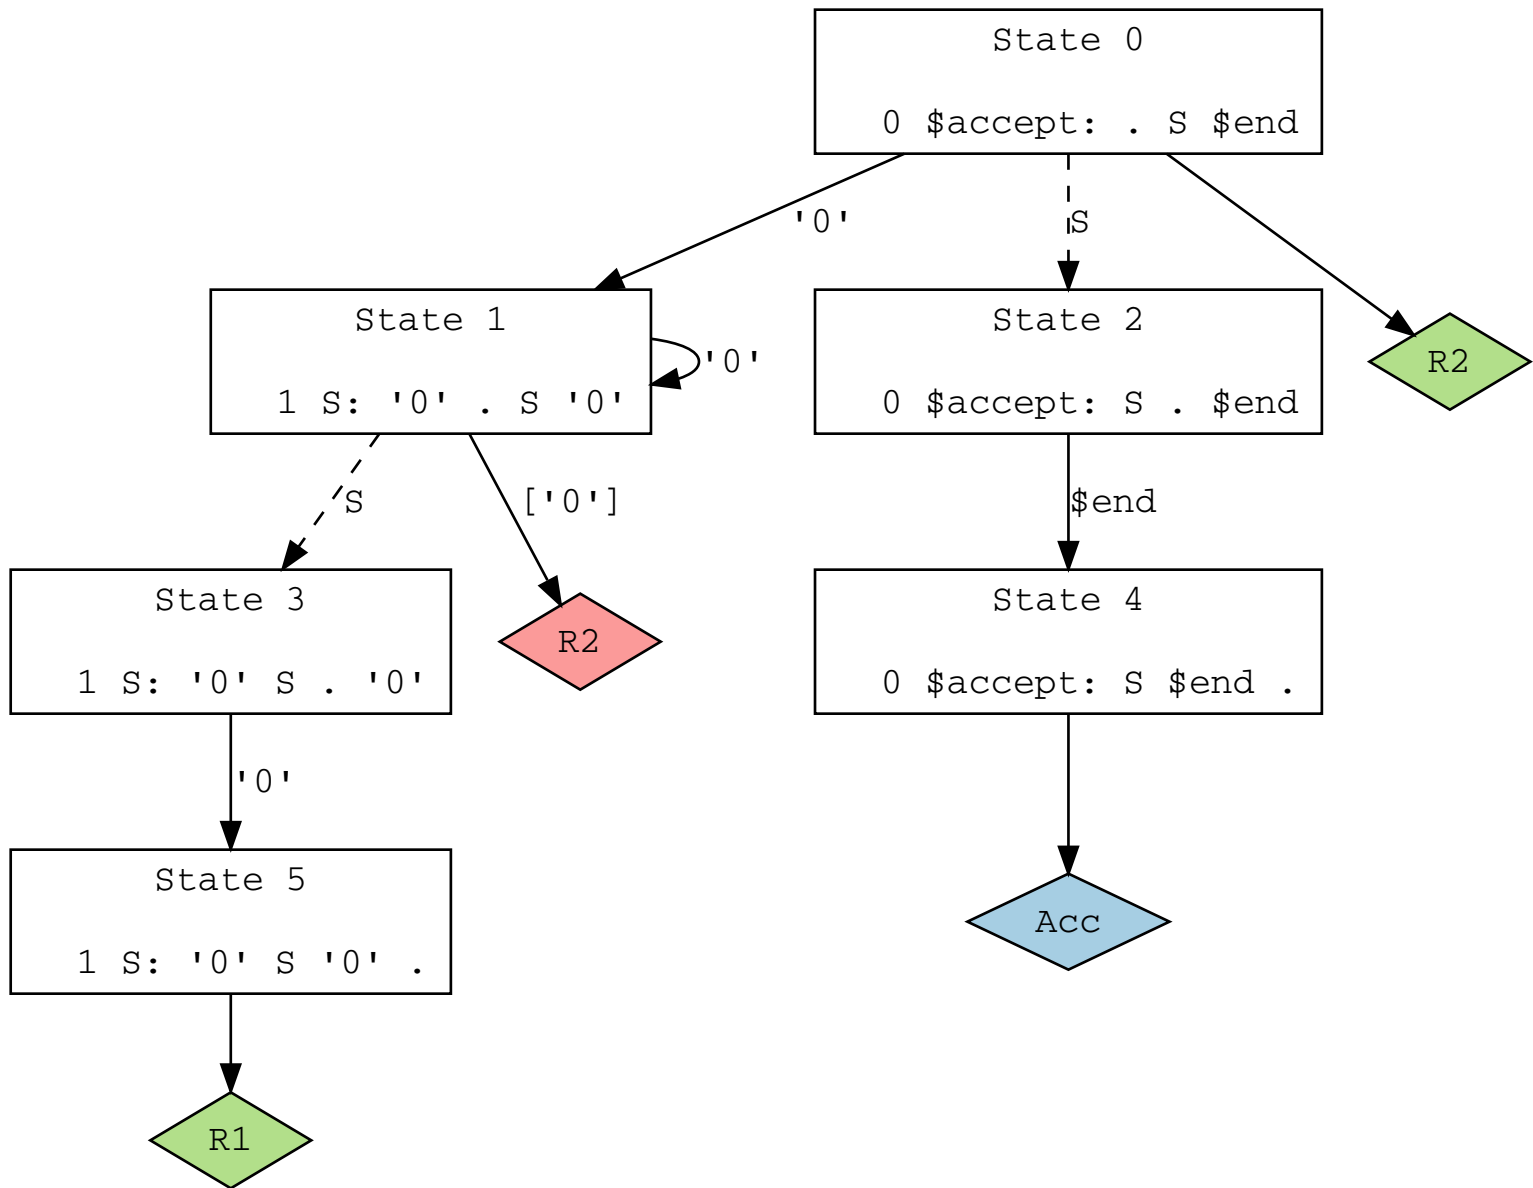 State 0
0 $accept: . S $end
'0'
S
State 1
1 S: '0' . S '0'
'0'
State 2
0 $accept: S . $end
R2
S
['0']
$end
State 3
1 S: '0' S . '0'
R2
State 4
0 $accept: S $end .
'0'
State 5
1 S: '0' S '0' .
Acc
R1